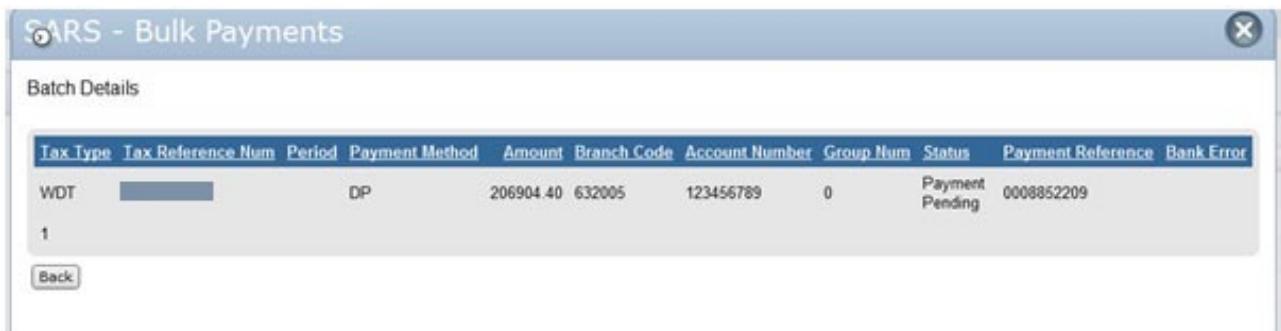 SARS - Bulk Payments
Batch Details
Tax Type Tax Reference Num Period Payment Method Amount Branch Code Account Number Group Num Status Payment Reference Bank Error
WDT DP 206904.40 632005 123456789 0 Payment Pending 0008852209
1
Back